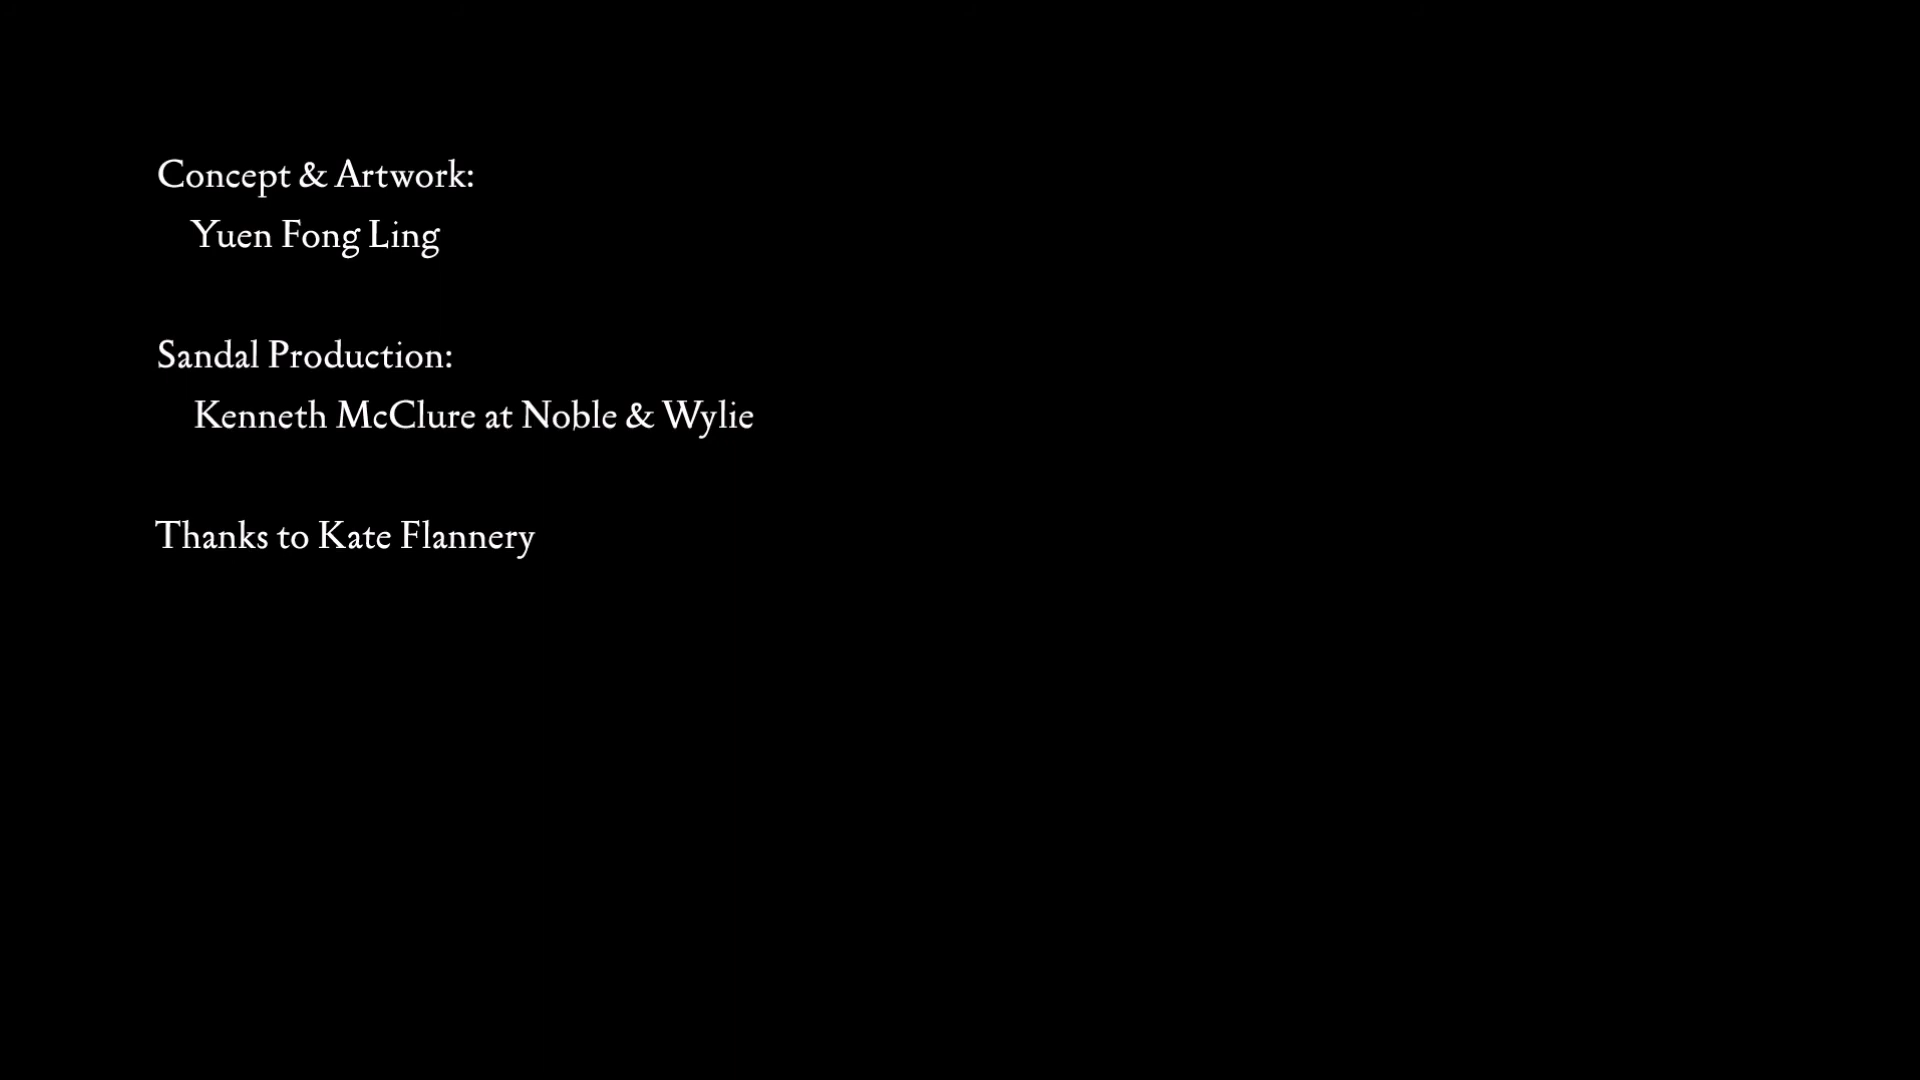 Concept & Artwork:
Yuen Fong Ling
Sandal Production:
Kenneth McClure at Noble & Wylie
Thanks to Kate Flannery